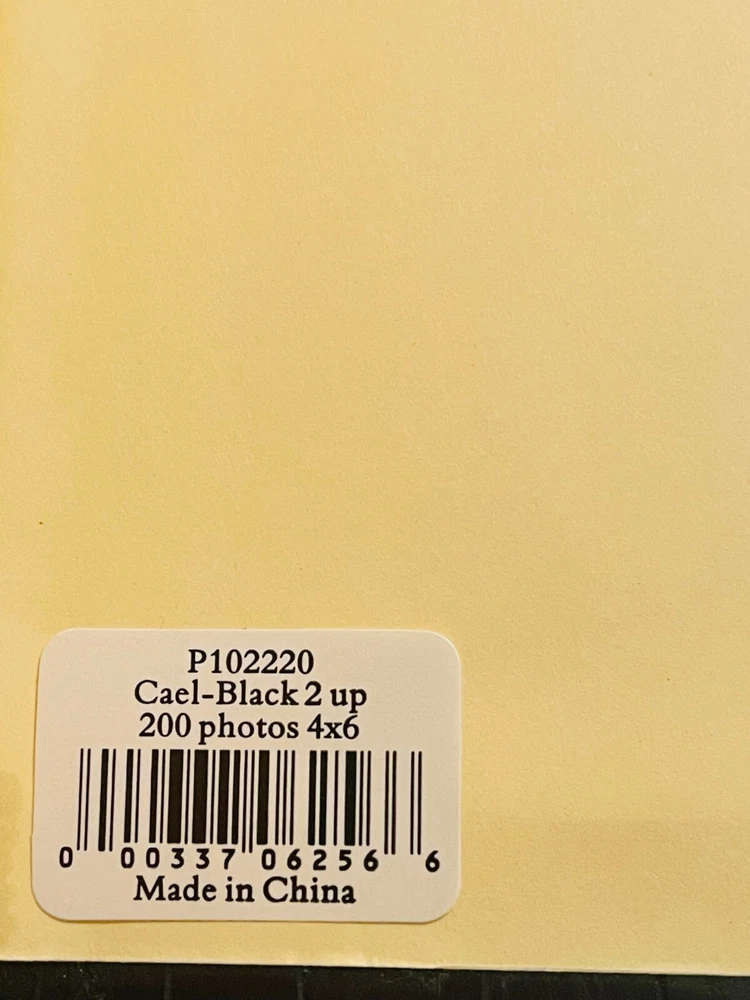 P102220
Cael-Black 2 up
200 photos 4x6
0 00337 06256 6
Made in China